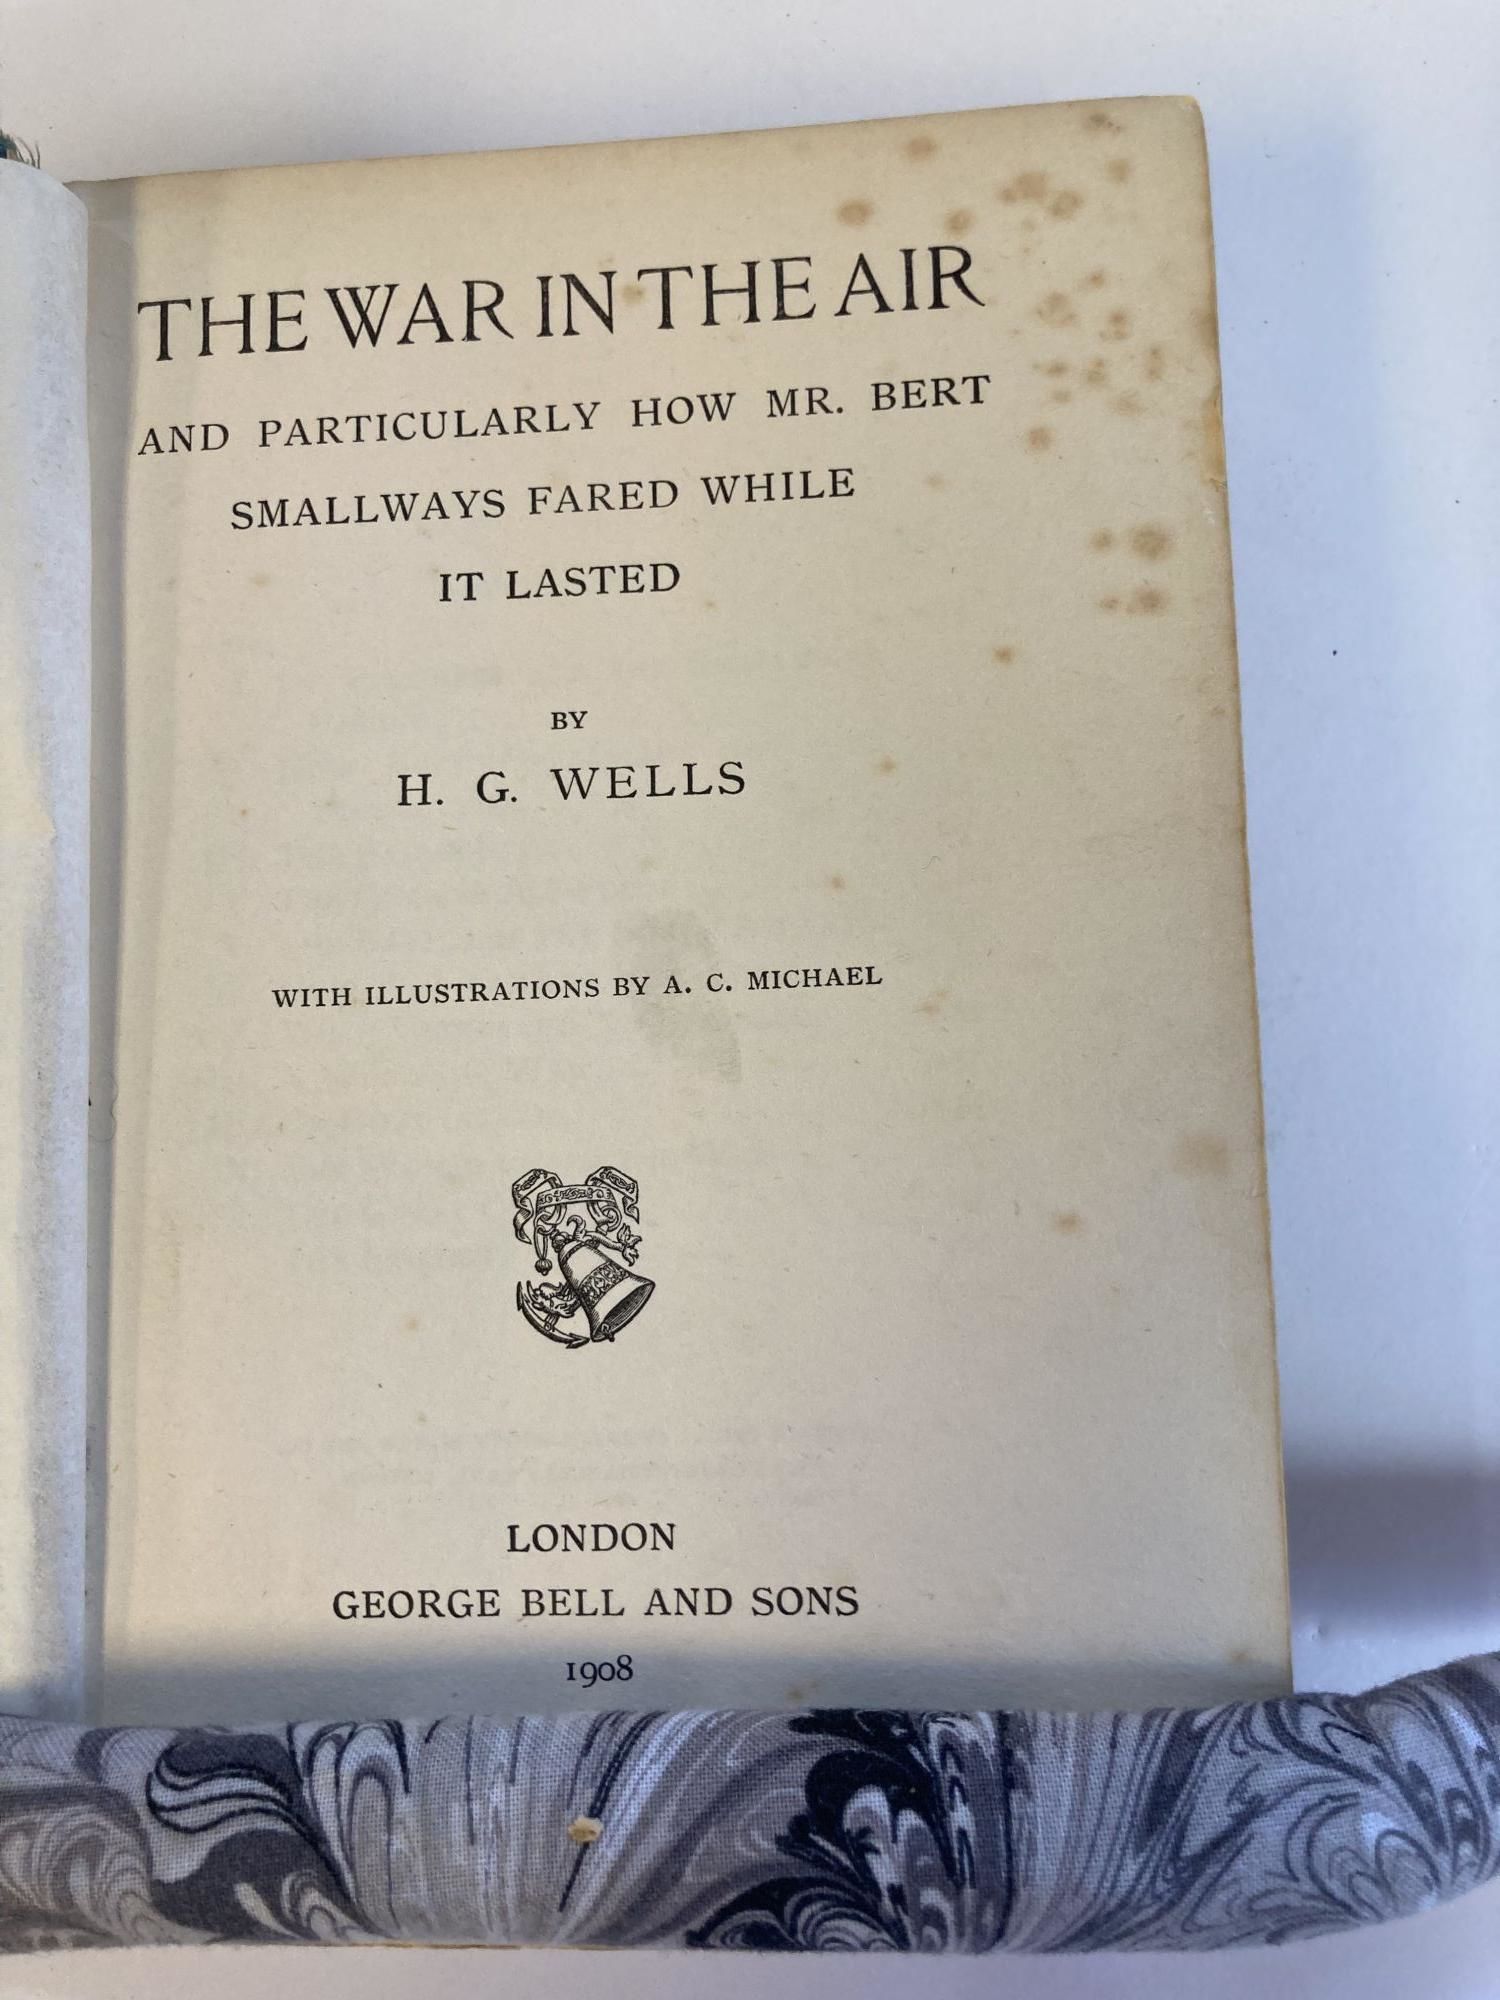 THE WAR IN THE AIR
AND PARTICULARLY HOW MR. BERT
SMALLWAYS FARED WHILE
IT LASTED
BY
H. G. WELLS
WITH ILLUSTRATIONS BY A. C. MICHAEL
LONDON
GEORGE BELL AND SONS
1908